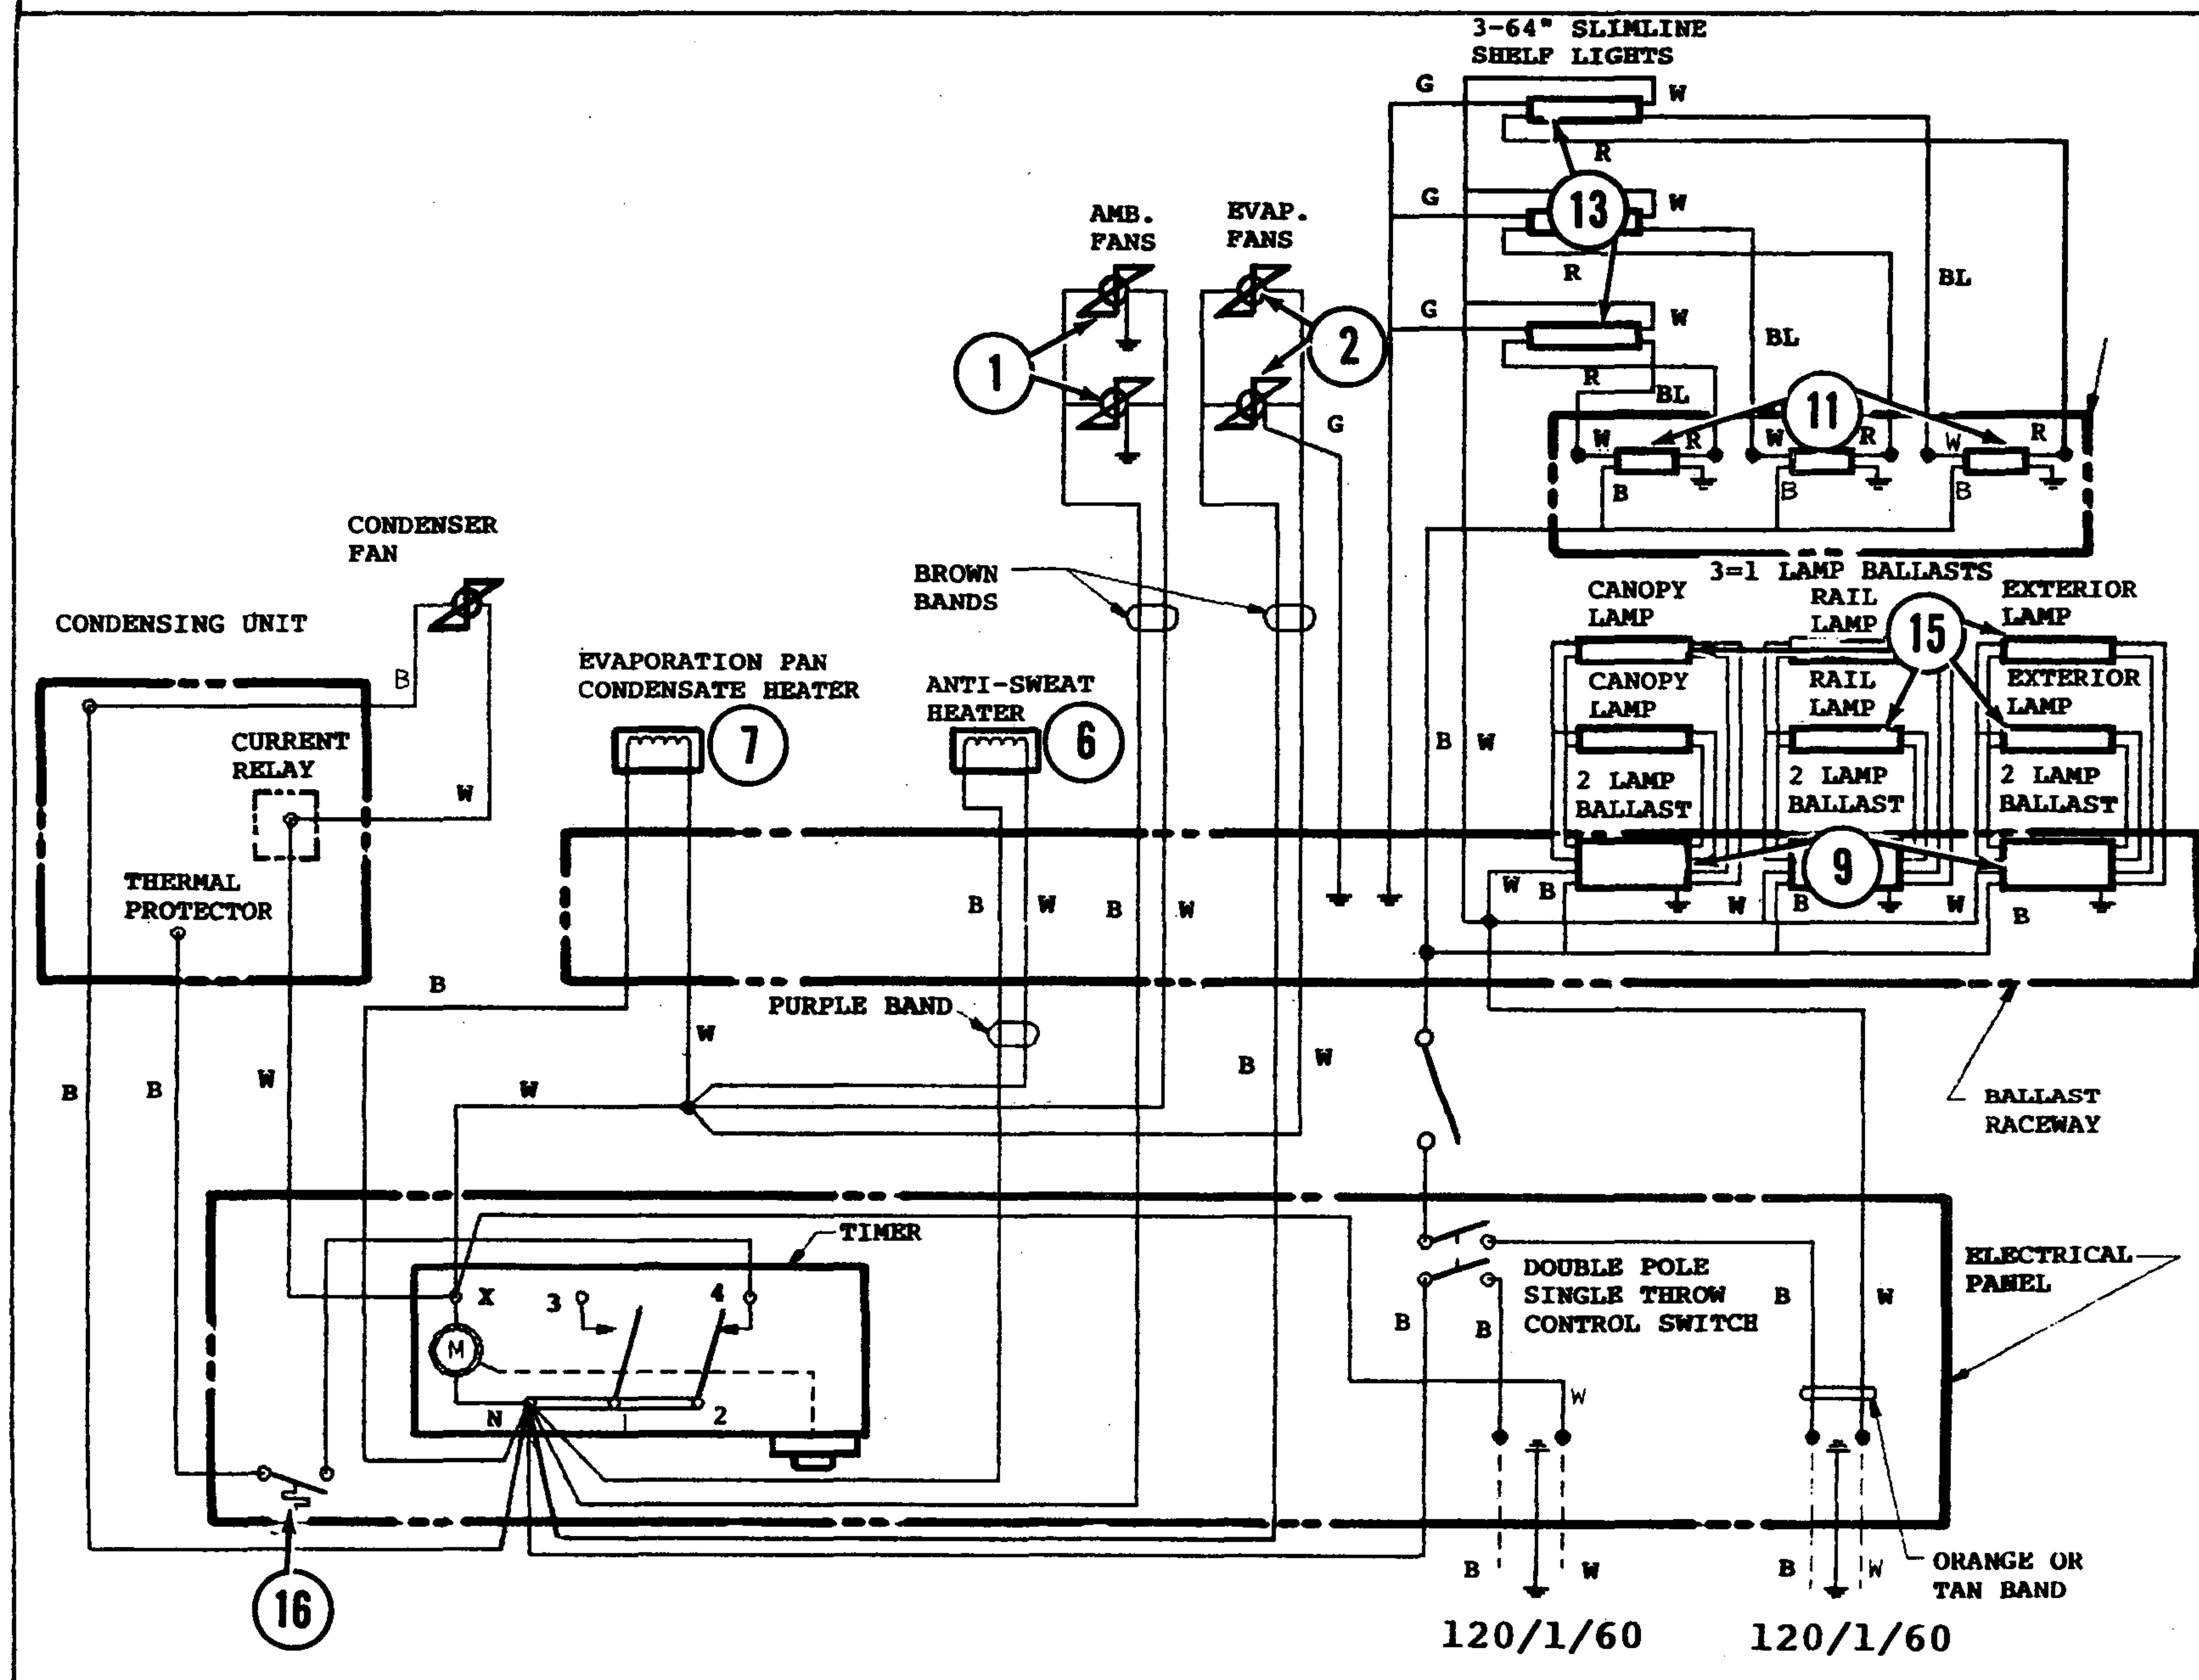 3-64" SLIMLINE
SHELF LIGHTS
G
W
R
G
13
W
R
BL
G
W
BL
R
BL
AMB.
FANS
EVAP.
FANS
1
2
G
11
W
R
W
R
W
R
B
B
B
3=1 LAMP BALLASTS
CONDENSER
FAN
BROWN
BANDS
CONDENSING UNIT
B
W
CURRENT
RELAY
THERMAL
PROTECTOR
EVAPORATION PAN
CONDENSATE HEATER
7
ANTI-SWEAT
HEATER
6
CANOPY
LAMP
RAIL
LAMP
15
EXTERIOR
LAMP
CANOPY
LAMP
RAIL
LAMP
EXTERIOR
LAMP
B
W
2 LAMP
BALLAST
2 LAMP
BALLAST
2 LAMP
BALLAST
9
W
B
W
B
W
B
B
W
B
W
B
PURPLE BAND
W
B
W
B
B
W
W
BALLAST
RACEWAY
TIMER
X
3
4
M
N
1
2
DOUBLE POLE
SINGLE THROW
CONTROL SWITCH
B
B
B
W
W
ELECTRICAL
PANEL
16
B
W
B
W
ORANGE OR
TAN BAND
120/1/60
120/1/60